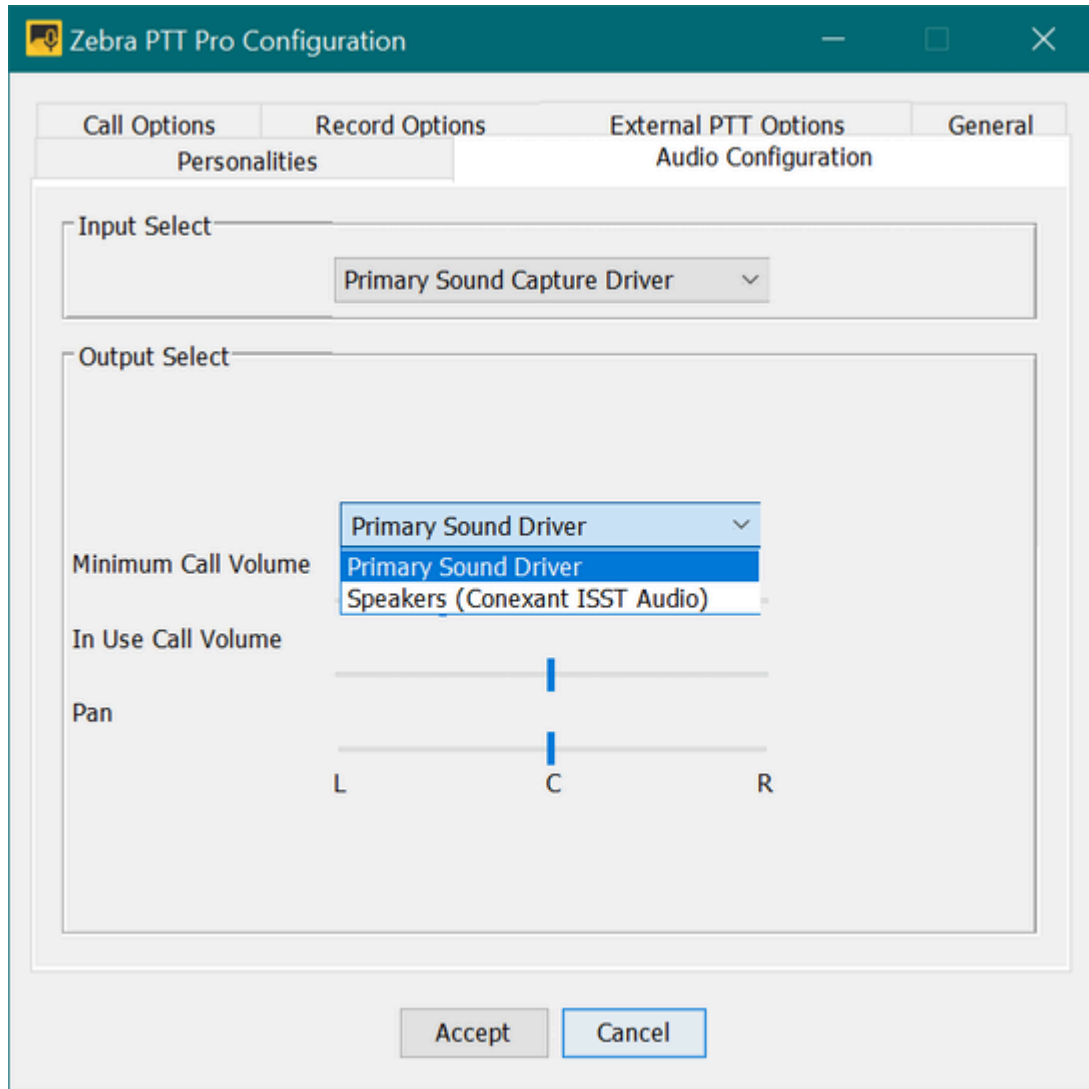 Zebra PTT Pro Configuration
Call Options Record Options External PTT Options General
Personalities Audio Configuration
Input Select
Primary Sound Capture Driver
Output Select
Primary Sound Driver
Minimum Call Volume
Primary Sound Driver
Speakers (Conexant ISST Audio)
In Use Call Volume
Pan
L C R
Accept Cancel